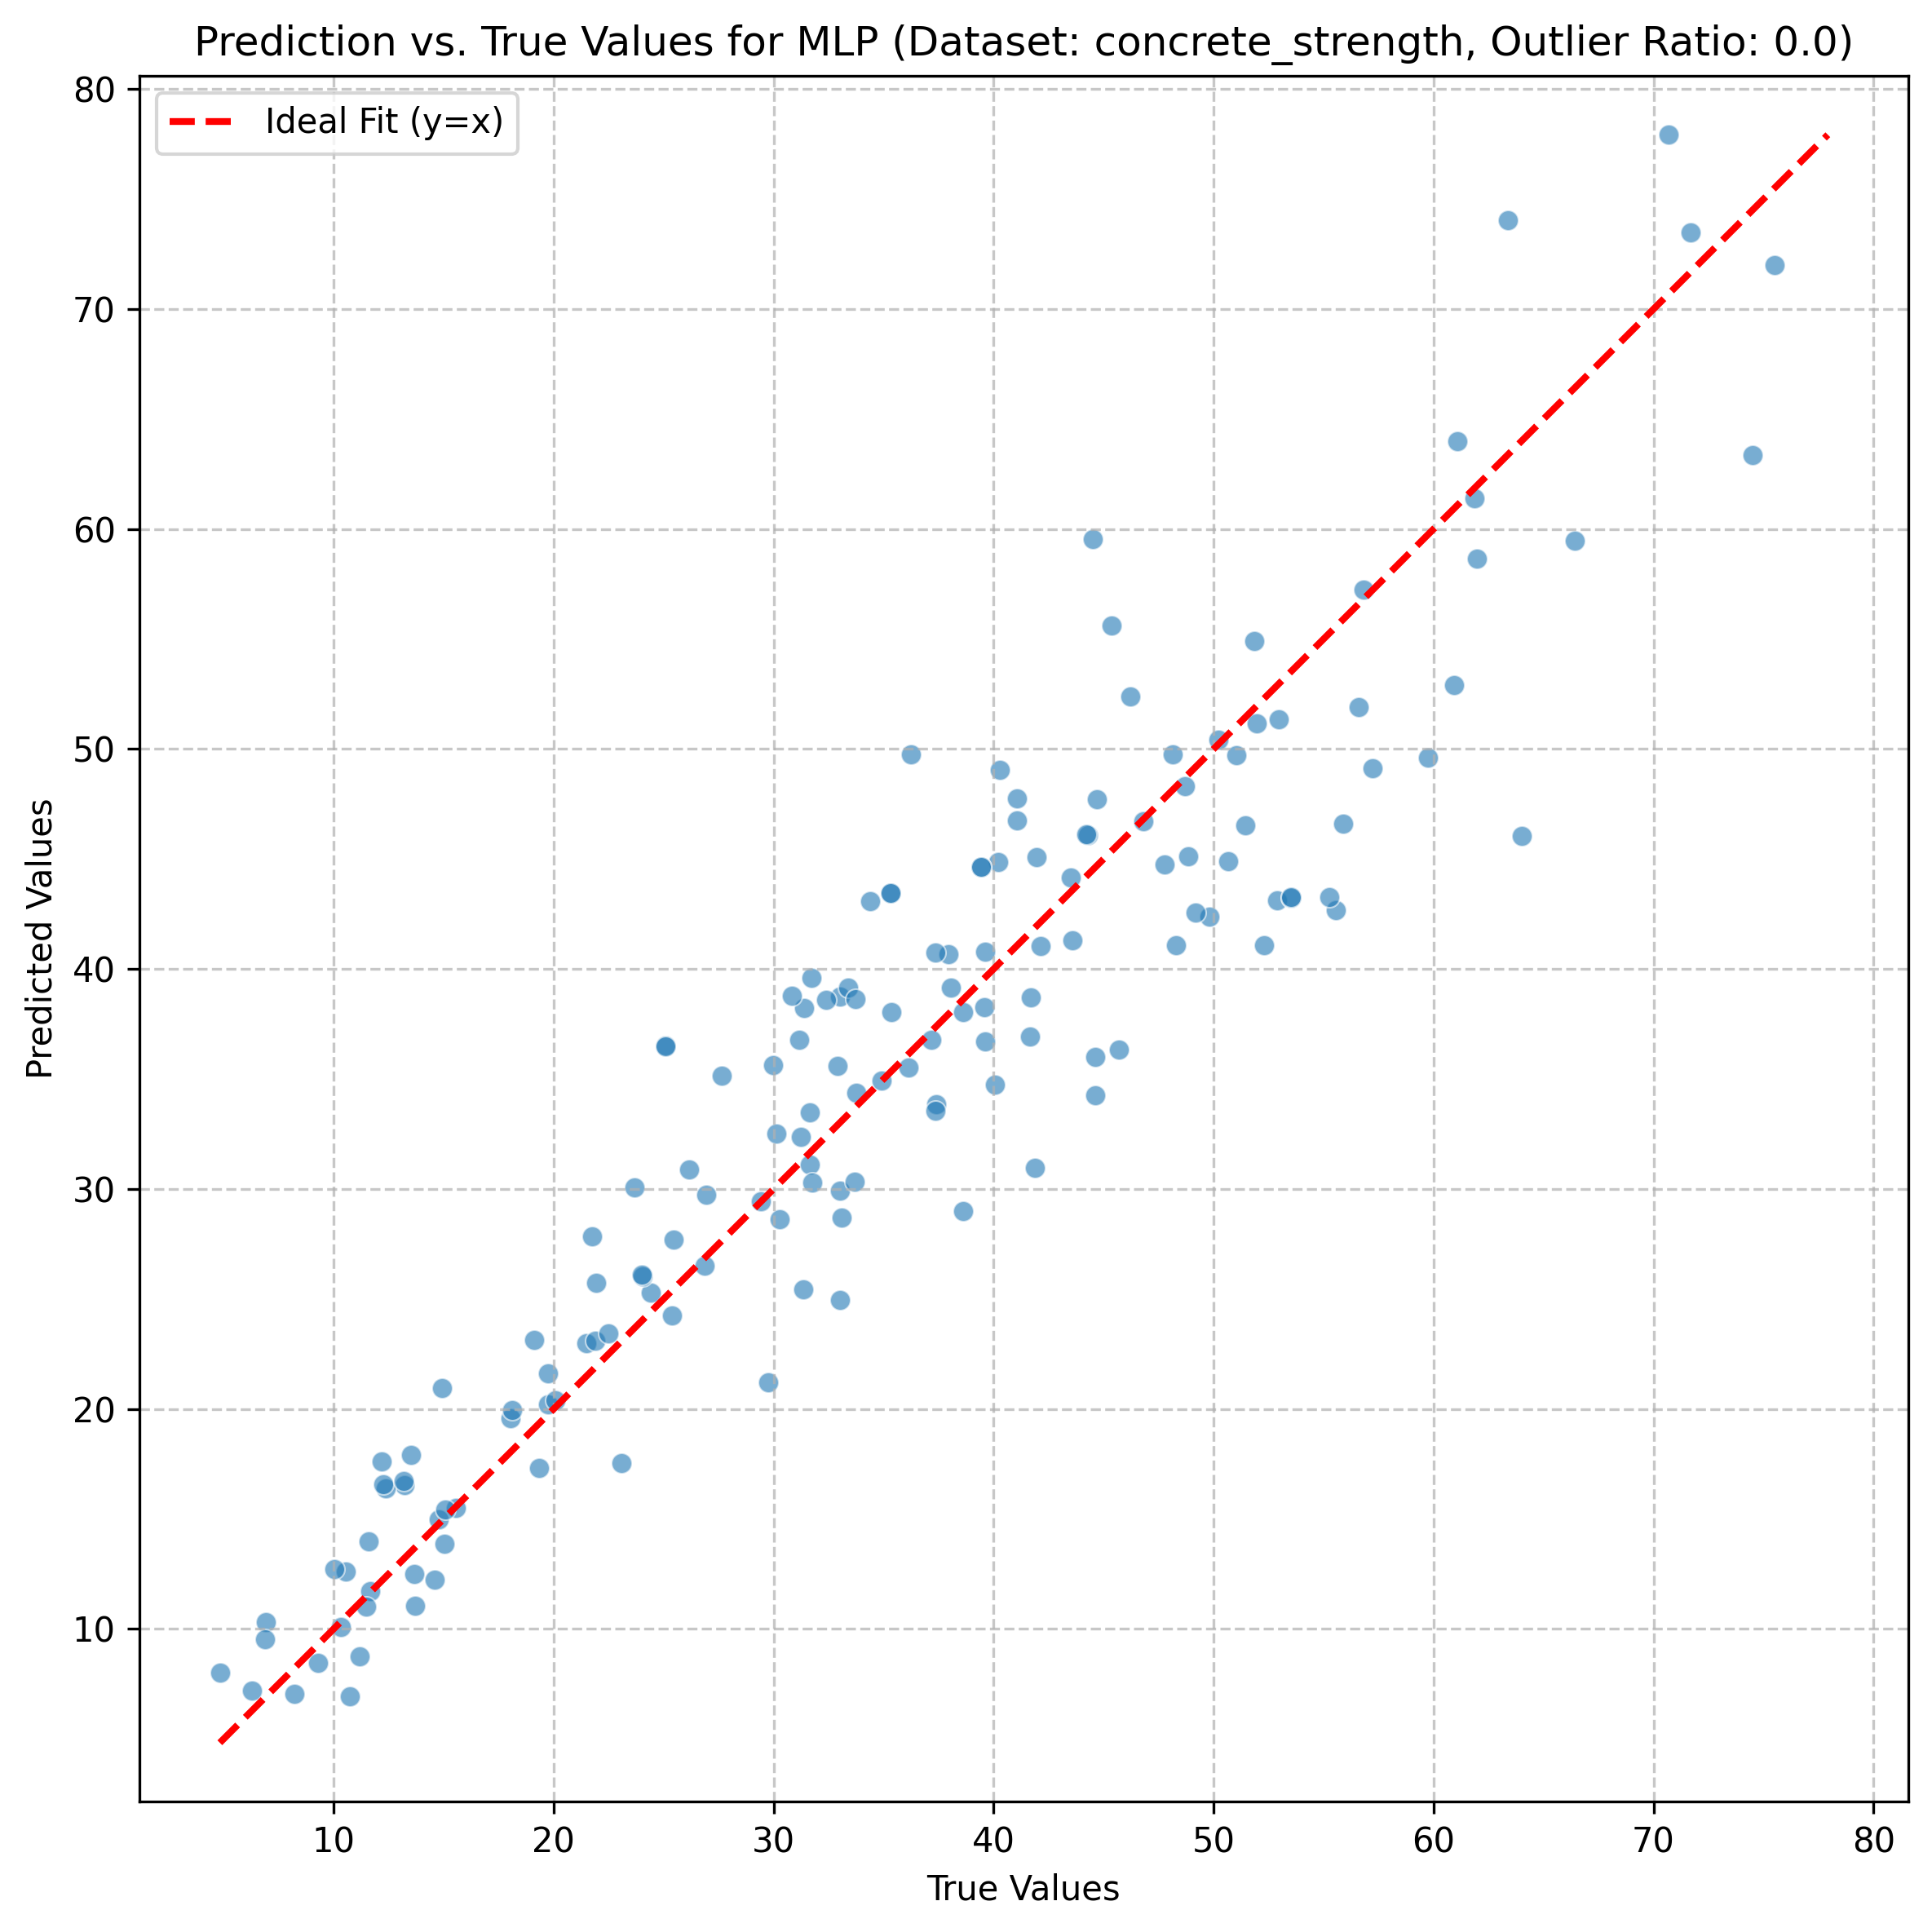 Prediction vs. True Values for MLP (Dataset: concrete_strength, Outlier Ratio: 0.0)
Ideal Fit (y=x)
Predicted Values
80
70
60
50
40
30
20
10
10 20 30 40 50 60 70 80
True Values